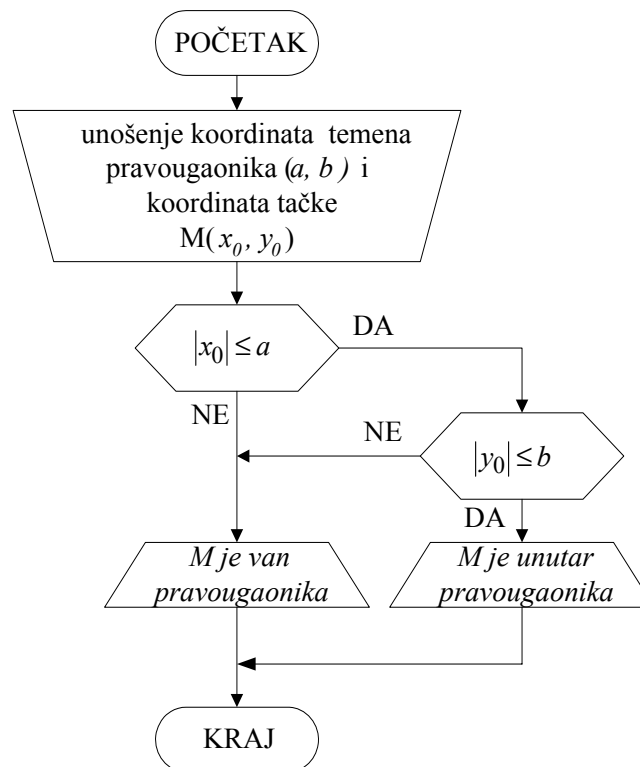 POČETAK
unošenje koordinata temena
pravougaonika (a, b ) i
koordinata tačke
M( x₀ , y₀ )
|x₀| ≤ a
DA
NE
NE
|y₀| ≤ b
DA
M je van
pravougaonika
M je unutar
pravougaonika
KRAJ